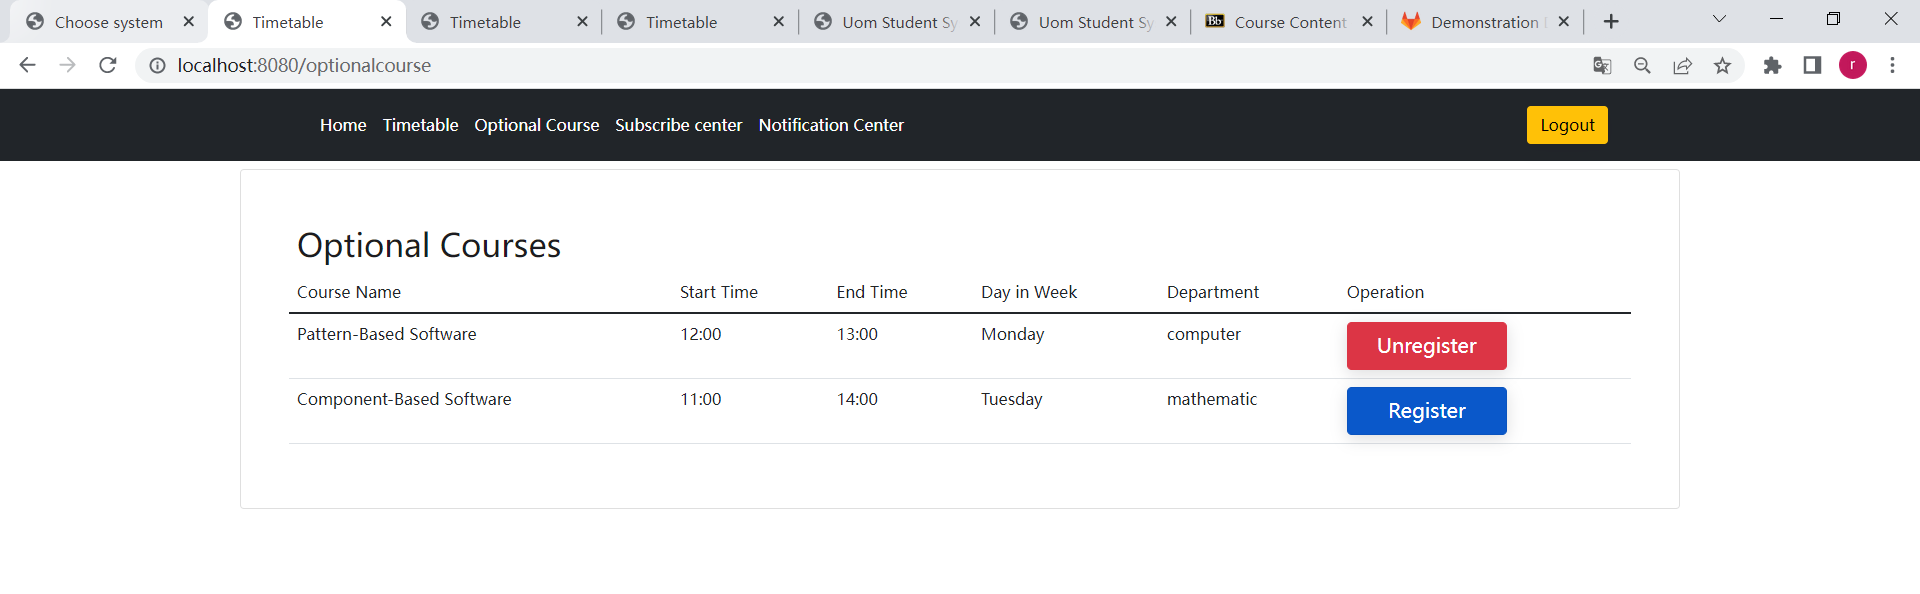 Choose system Timetable Timetable Timetable Uom Student Sy Uom Student Sy Bb Course Content Demonstration
localhost:8080/optionalcourse r
Home Timetable Optional Course Subscribe center Notification Center Logout
Optional Courses
Course Name Start Time End Time Day in Week Department Operation
Pattern-Based Software 12:00 13:00 Monday computer Unregister
Component-Based Software 11:00 14:00 Tuesday mathematic Register